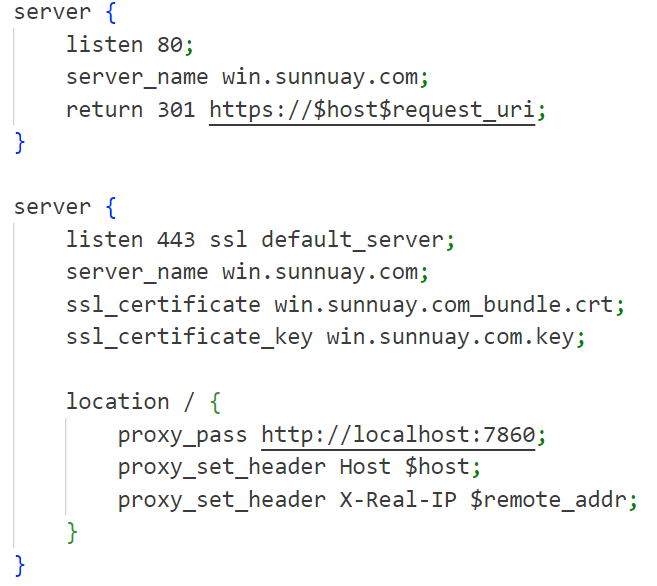 server {
    listen 80;
    server_name win.sunnuay.com;
    return 301 https://$host$request_uri;
}

server {
    listen 443 ssl default_server;
    server_name win.sunnuay.com;
    ssl_certificate win.sunnuay.com_bundle.crt;
    ssl_certificate_key win.sunnuay.com.key;

    location / {
        proxy_pass http://localhost:7860;
        proxy_set_header Host $host;
        proxy_set_header X-Real-IP $remote_addr;
    }
}